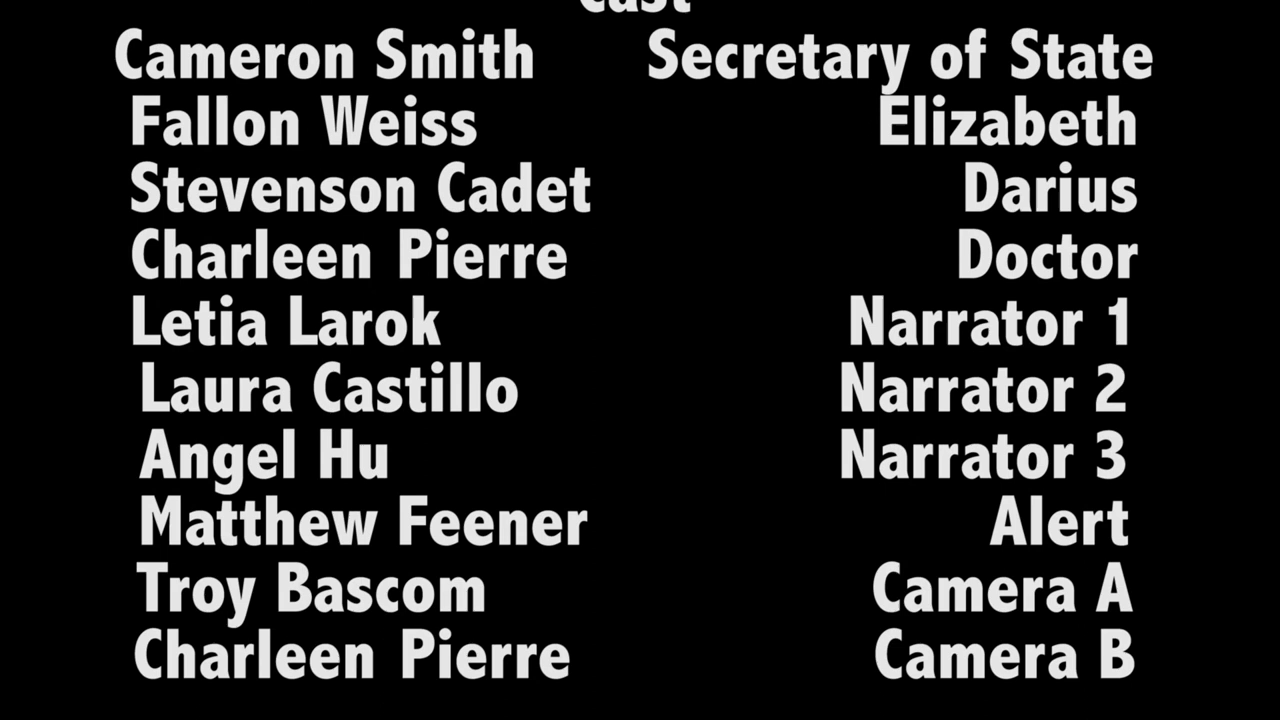 Cast
Cameron Smith Secretary of State
Fallon Weiss Elizabeth
Stevenson Cadet Darius
Charleen Pierre Doctor
Letia Larok Narrator 1
Laura Castillo Narrator 2
Angel Hu Narrator 3
Matthew Feener Alert
Troy Bascom Camera A
Charleen Pierre Camera B